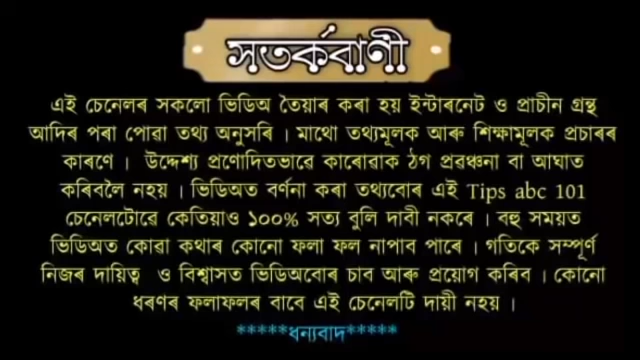 সতৰ্কবাণী
এই চেনেলৰ সকলো ভিডিঅ তৈয়াৰ কৰা হয় ইন্টাৰনেট ও প্ৰাচীন গ্ৰন্থ
আদিৰ পৰা পোৱা তথ্য অনুসৰি । মাথো তথ্যমূলক আৰু শিক্ষামূলক প্ৰচাৰৰ
কাৰণে । উদ্দেশ্য প্ৰণোদিতভাৱে কাৰোৱাক ঠগ প্ৰৱঞ্চনা বা আঘাত
কৰিবলৈ নহয় । ভিডিঅত বৰ্ণনা কৰা তথ্যবোৰ এই Tips abc 101
চেনেলটোৱে কেতিয়াও ১০০% সত্য বুলি দাবী নকৰে । বহু সময়ত
ভিডিঅত কোৱা কথাৰ কোনো ফলা ফল নাপাব পাৰে । গতিকে সম্পূৰ্ণ
নিজৰ দায়িত্ব ও বিশ্বাসত ভিডিঅবোৰ চাব আৰু প্ৰয়োগ কৰিব । কোনো
ধৰণৰ ফলাফলৰ বাবে এই চেনেলটি দায়ী নহয় ।
*****ধন্যবাদ*****